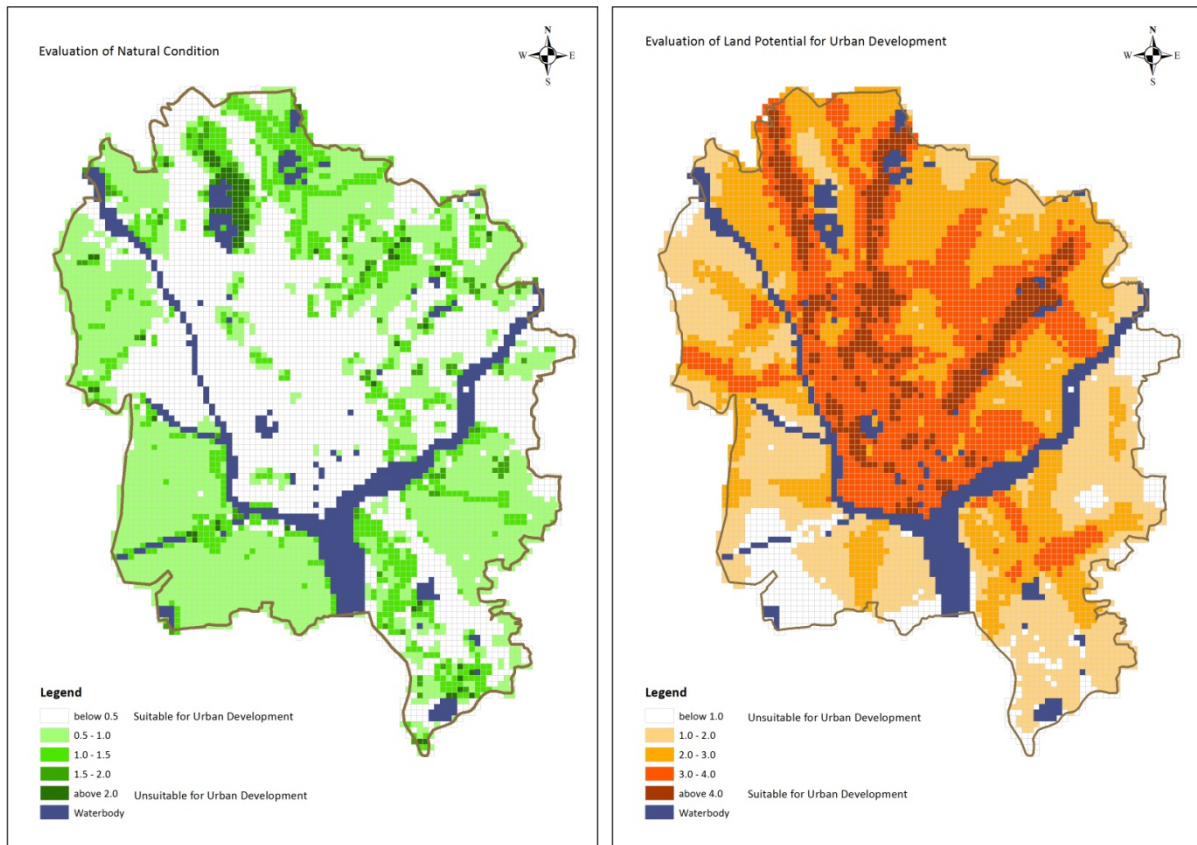 Evaluation of Natural Condition
N
W E
S
Legend
below 0.5 Suitable for Urban Development
0.5 - 1.0
1.0 - 1.5
1.5 - 2.0
above 2.0 Unsuitable for Urban Development
Waterbody
Evaluation of Land Potential for Urban Development
N
W E
S
Legend
below 1.0 Unsuitable for Urban Development
1.0 - 2.0
2.0 - 3.0
3.0 - 4.0
above 4.0 Suitable for Urban Development
Waterbody